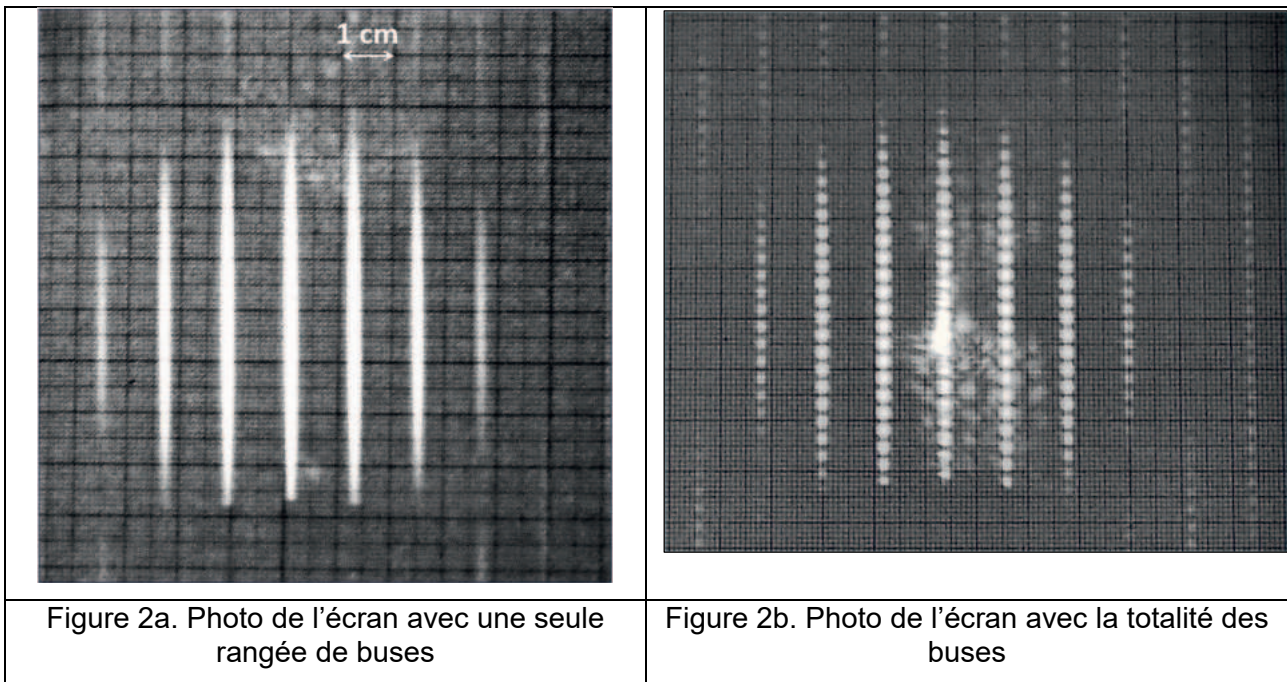 1 cm
Figure 2a. Photo de l’écran avec une seule
rangée de buses
Figure 2b. Photo de l’écran avec la totalité des
buses